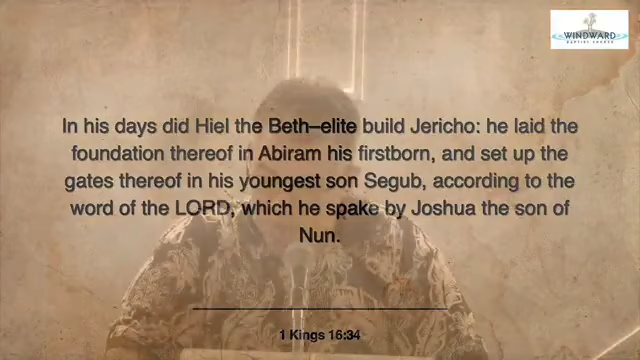 WINDWARD
BAPTIST CHURCH
In his days did Hiel the Beth–elite build Jericho: he laid the
foundation thereof in Abiram his firstborn, and set up the
gates thereof in his youngest son Segub, according to the
word of the LORD, which he spake by Joshua the son of
Nun.
1 Kings 16:34